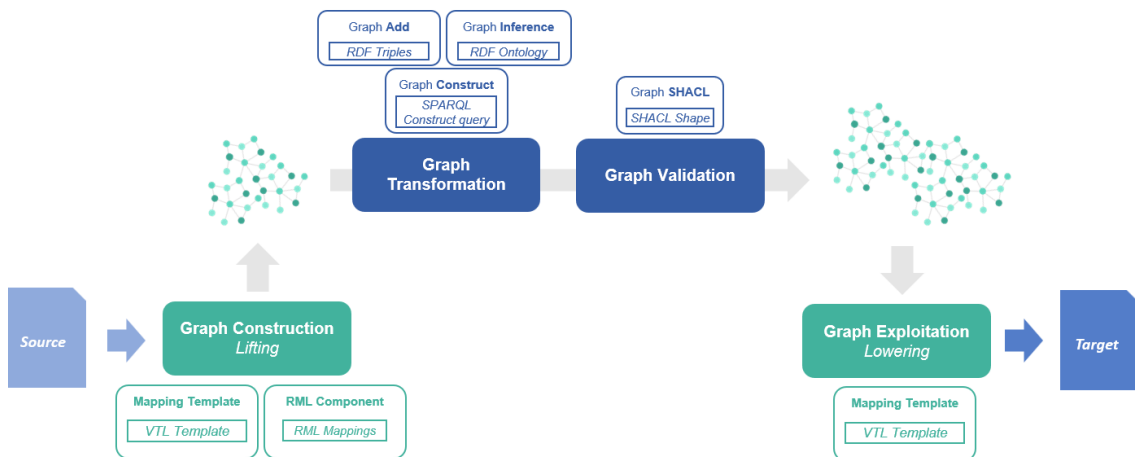 Graph Add
RDF Triples
Graph Inference
RDF Ontology
Graph Construct
SPARQL
Construct query
Graph SHACL
SHACL Shape
Graph
Transformation
Graph Validation
Source
Graph Construction
Lifting
Mapping Template
VTL Template
RML Component
RML Mappings
Graph Exploitation
Lowering
Mapping Template
VTL Template
Target